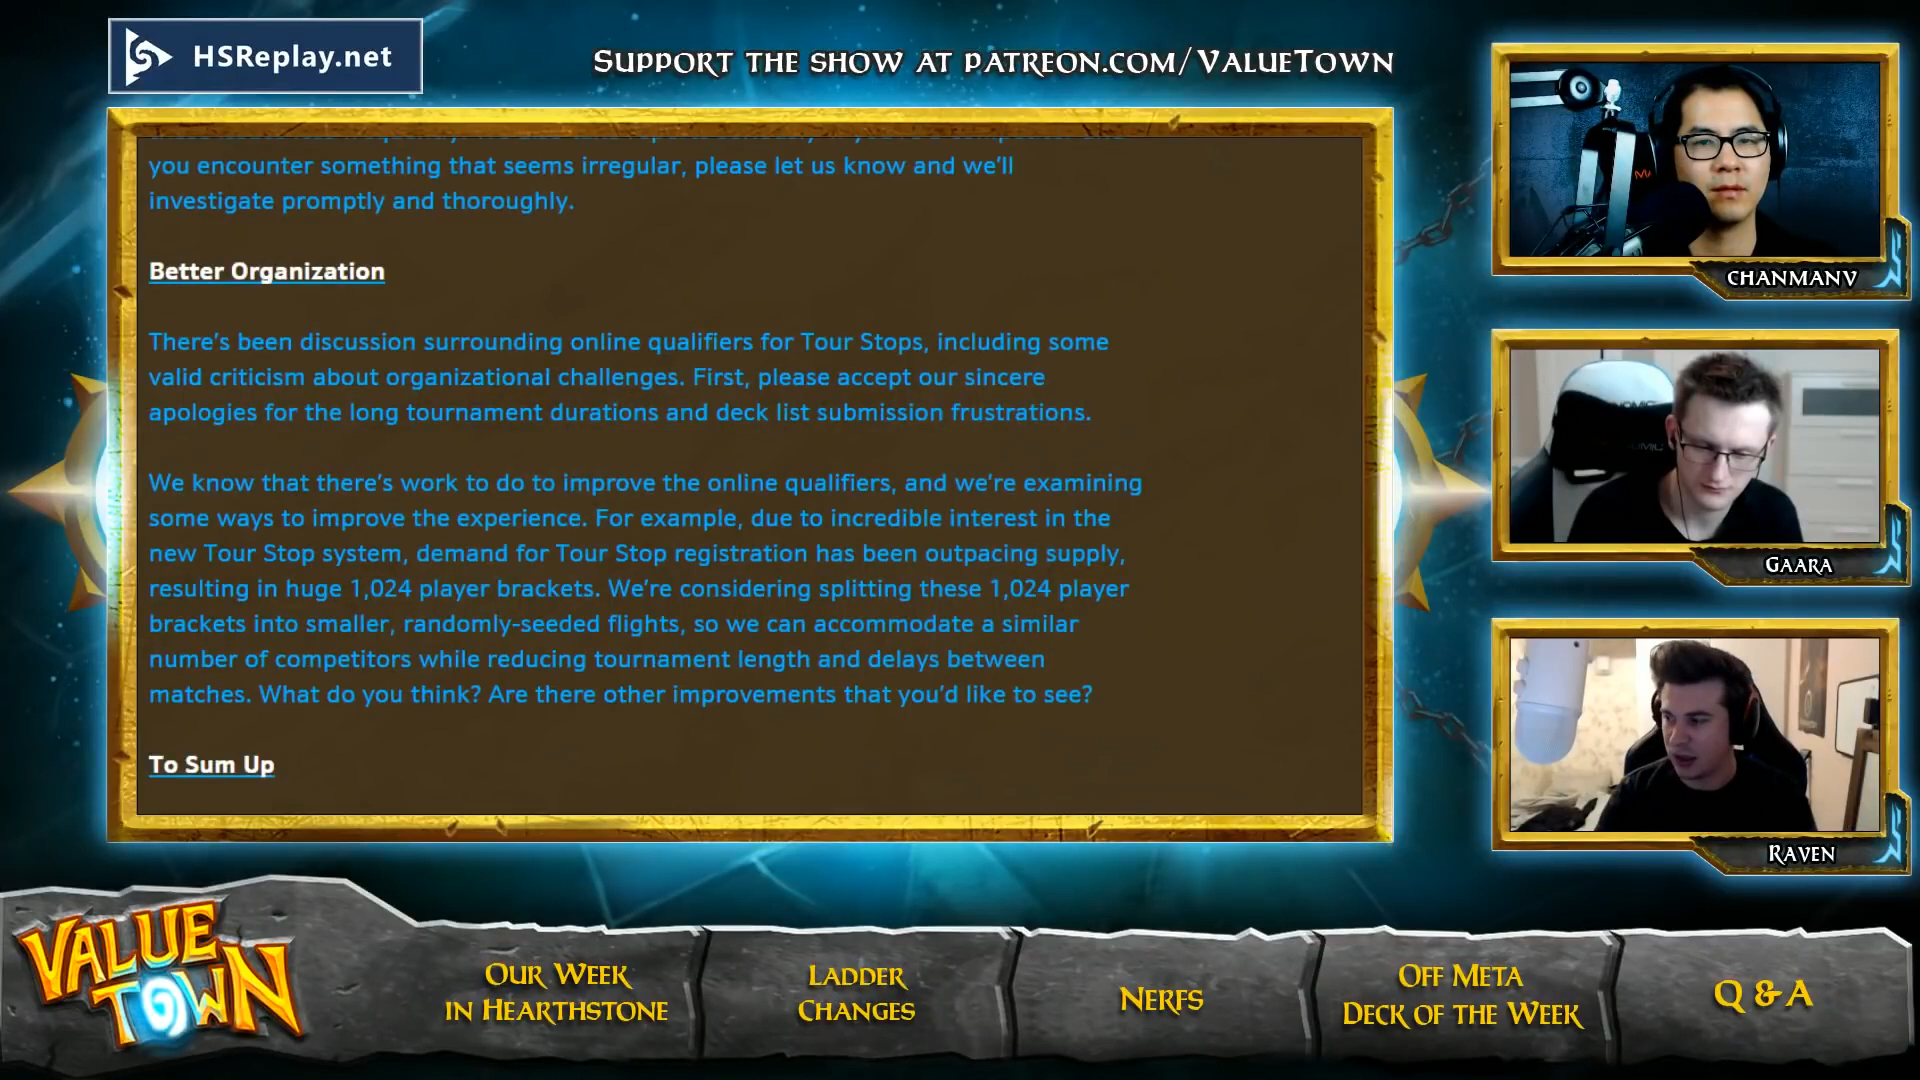 HSReplay.net
Support the show at patreon.com/ValueTown
you encounter something that seems irregular, please let us know and we'll
investigate promptly and thoroughly.
Better Organization
There's been discussion surrounding online qualifiers for Tour Stops, including some
valid criticism about organizational challenges. First, please accept our sincere
apologies for the long tournament durations and deck list submission frustrations.
We know that there's work to do to improve the online qualifiers, and we're examining
some ways to improve the experience. For example, due to incredible interest in the
new Tour Stop system, demand for Tour Stop registration has been outpacing supply,
resulting in huge 1,024 player brackets. We're considering splitting these 1,024 player
brackets into smaller, randomly-seeded flights, so we can accommodate a similar
number of competitors while reducing tournament length and delays between
matches. What do you think? Are there other improvements that you'd like to see?
To Sum Up
chanmanv
Gaara
Raven
Value
Town
Our Week
in Hearthstone
Ladder
Changes
Nerfs
Off Meta
Deck of the Week
Q & A